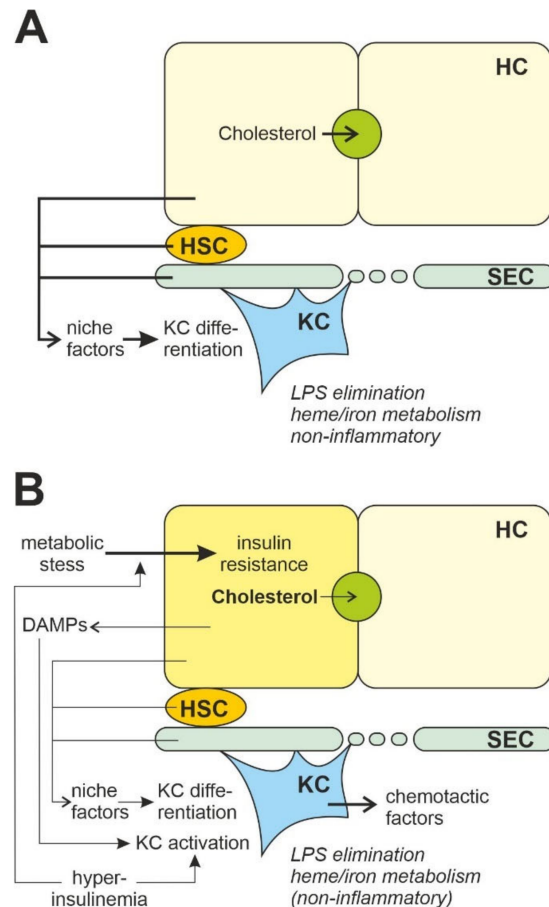 A
HC
Cholesterol
HSC
SEC
KC
niche
factors
KC diffe-
rentiation
LPS elimination
heme/iron metabolism
non-inflammatory
B
HC
metabolic
stess
insulin
resistance
Cholesterol
DAMPs
HSC
SEC
KC
niche
factors
KC diffe-
rentiation
chemotactic
factors
KC activation
hyper-
insulinemia
LPS elimination
heme/iron metabolism
(non-inflammatory)